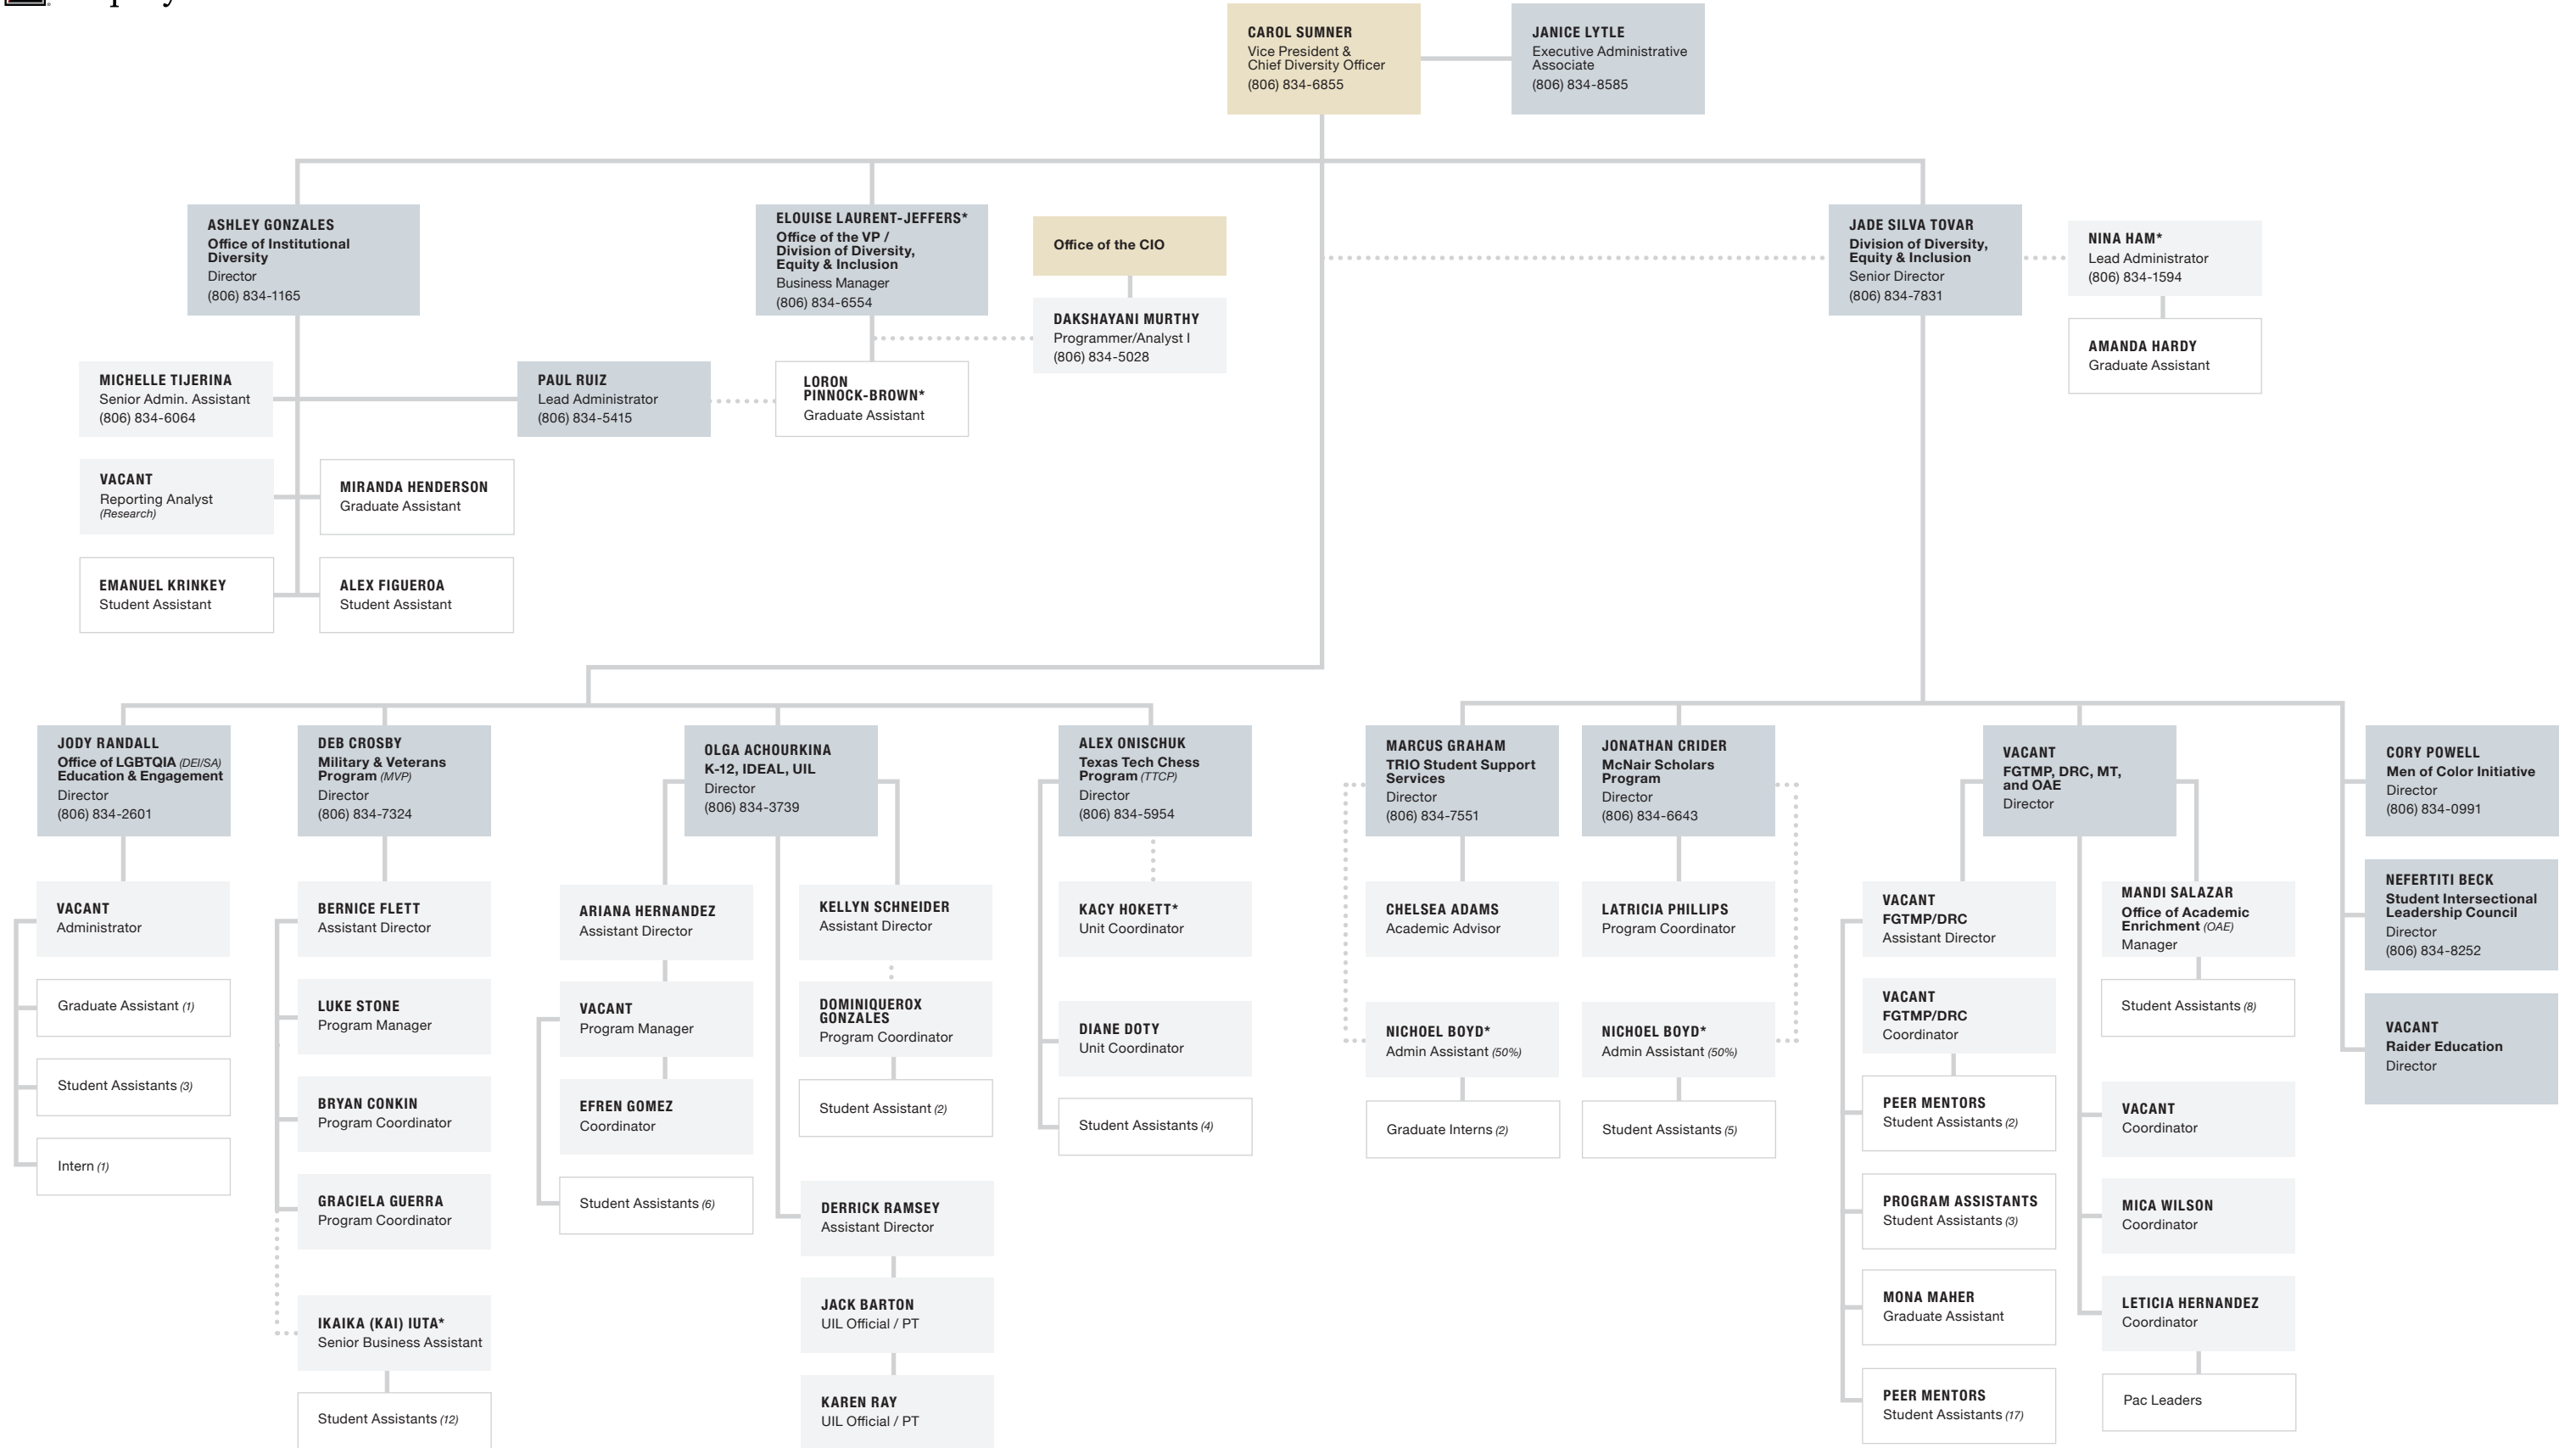 CAROL SUMNER
Vice President &
Chief Diversity Officer
(806) 834-6855
JANICE LYTLE
Executive Administrative
Associate
(806) 834-8585
ASHLEY GONZALES
Office of Institutional
Diversity
Director
(806) 834-1165
ELOUISE LAURENT-JEFFERS*
Office of the VP /
Division of Diversity,
Equity & Inclusion
Business Manager
(806) 834-6554
Office of the CIO
DAKSHAYANI MURTHY
Programmer/Analyst I
(806) 834-5028
JADE SILVA TOVAR
Division of Diversity,
Equity & Inclusion
Senior Director
(806) 834-7831
NINA HAM*
Lead Administrator
(806) 834-1594
AMANDA HARDY
Graduate Assistant
MICHELLE TIJERINA
Senior Admin. Assistant
(806) 834-6064
PAUL RUIZ
Lead Administrator
(806) 834-5415
LORON
PINNOCK-BROWN*
Graduate Assistant
VACANT
Reporting Analyst
(Research)
MIRANDA HENDERSON
Graduate Assistant
EMANUEL KRINKEY
Student Assistant
ALEX FIGUEROA
Student Assistant
JODY RANDALL
Office of LGBTQIA (DEI/SA)
Education & Engagement
Director
(806) 834-2601
VACANT
Administrator
Graduate Assistant (1)
Student Assistants (3)
Intern (1)
DEB CROSBY
Military & Veterans
Program (MVP)
Director
(806) 834-7324
BERNICE FLETT
Assistant Director
LUKE STONE
Program Manager
BRYAN CONKIN
Program Coordinator
GRACIELA GUERRA
Program Coordinator
IKAIKA (KAI) IUTA*
Senior Business Assistant
Student Assistants (12)
OLGA ACHOURKINA
K-12, IDEAL, UIL
Director
(806) 834-3739
ARIANA HERNANDEZ
Assistant Director
VACANT
Program Manager
EFREN GOMEZ
Coordinator
Student Assistants (6)
KELLYN SCHNEIDER
Assistant Director
DOMINIQUEROX
GONZALES
Program Coordinator
Student Assistant (2)
DERRICK RAMSEY
Assistant Director
JACK BARTON
UIL Official / PT
KAREN RAY
UIL Official / PT
ALEX ONISCHUK
Texas Tech Chess
Program (TTCP)
Director
(806) 834-5954
KACY HOKETT*
Unit Coordinator
DIANE DOTY
Unit Coordinator
Student Assistants (4)
MARCUS GRAHAM
TRIO Student Support
Services
Director
(806) 834-7551
CHELSEA ADAMS
Academic Advisor
NICHOEL BOYD*
Admin Assistant (50%)
Graduate Interns (2)
JONATHAN CRIDER
McNair Scholars
Program
Director
(806) 834-6643
LATRICIA PHILLIPS
Program Coordinator
NICHOEL BOYD*
Admin Assistant (50%)
Student Assistants (5)
VACANT
FGTMP, DRC, MT,
and OAE
Director
VACANT
FGTMP/DRC
Assistant Director
VACANT
FGTMP/DRC
Coordinator
PEER MENTORS
Student Assistants (2)
PROGRAM ASSISTANTS
Student Assistants (3)
MONA MAHER
Graduate Assistant
PEER MENTORS
Student Assistants (17)
MANDI SALAZAR
Office of Academic
Enrichment (OAE)
Manager
Student Assistants (8)
VACANT
Coordinator
MICA WILSON
Coordinator
LETICIA HERNANDEZ
Coordinator
Pac Leaders
CORY POWELL
Men of Color Initiative
Director
(806) 834-0991
NEFERTITI BECK
Student Intersectional
Leadership Council
Director
(806) 834-8252
VACANT
Raider Education
Director